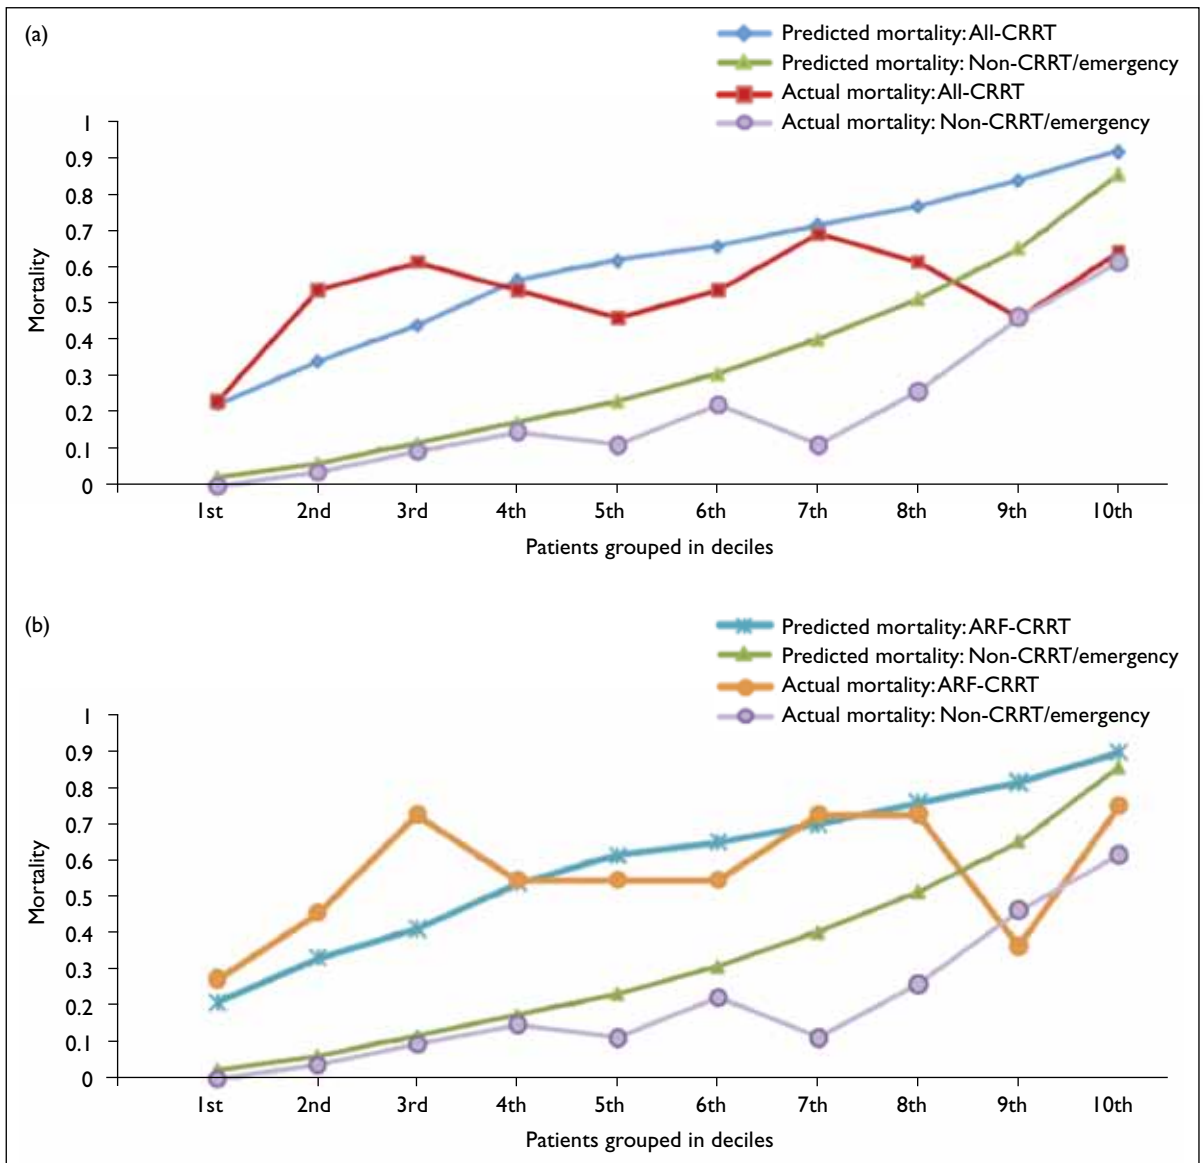 (a)
Predicted mortality: All-CRRT
Predicted mortality: Non-CRRT/emergency
Actual mortality: All-CRRT
Actual mortality: Non-CRRT/emergency
1
0.9
0.8
0.7
0.6
0.5
0.4
0.3
0.2
0.1
0
Mortality
1st 2nd 3rd 4th 5th 6th 7th 8th 9th 10th
Patients grouped in deciles
(b)
Predicted mortality: ARF-CRRT
Predicted mortality: Non-CRRT/emergency
Actual mortality: ARF-CRRT
Actual mortality: Non-CRRT/emergency
1
0.9
0.8
0.7
0.6
0.5
0.4
0.3
0.2
0.1
0
Mortality
1st 2nd 3rd 4th 5th 6th 7th 8th 9th 10th
Patients grouped in deciles